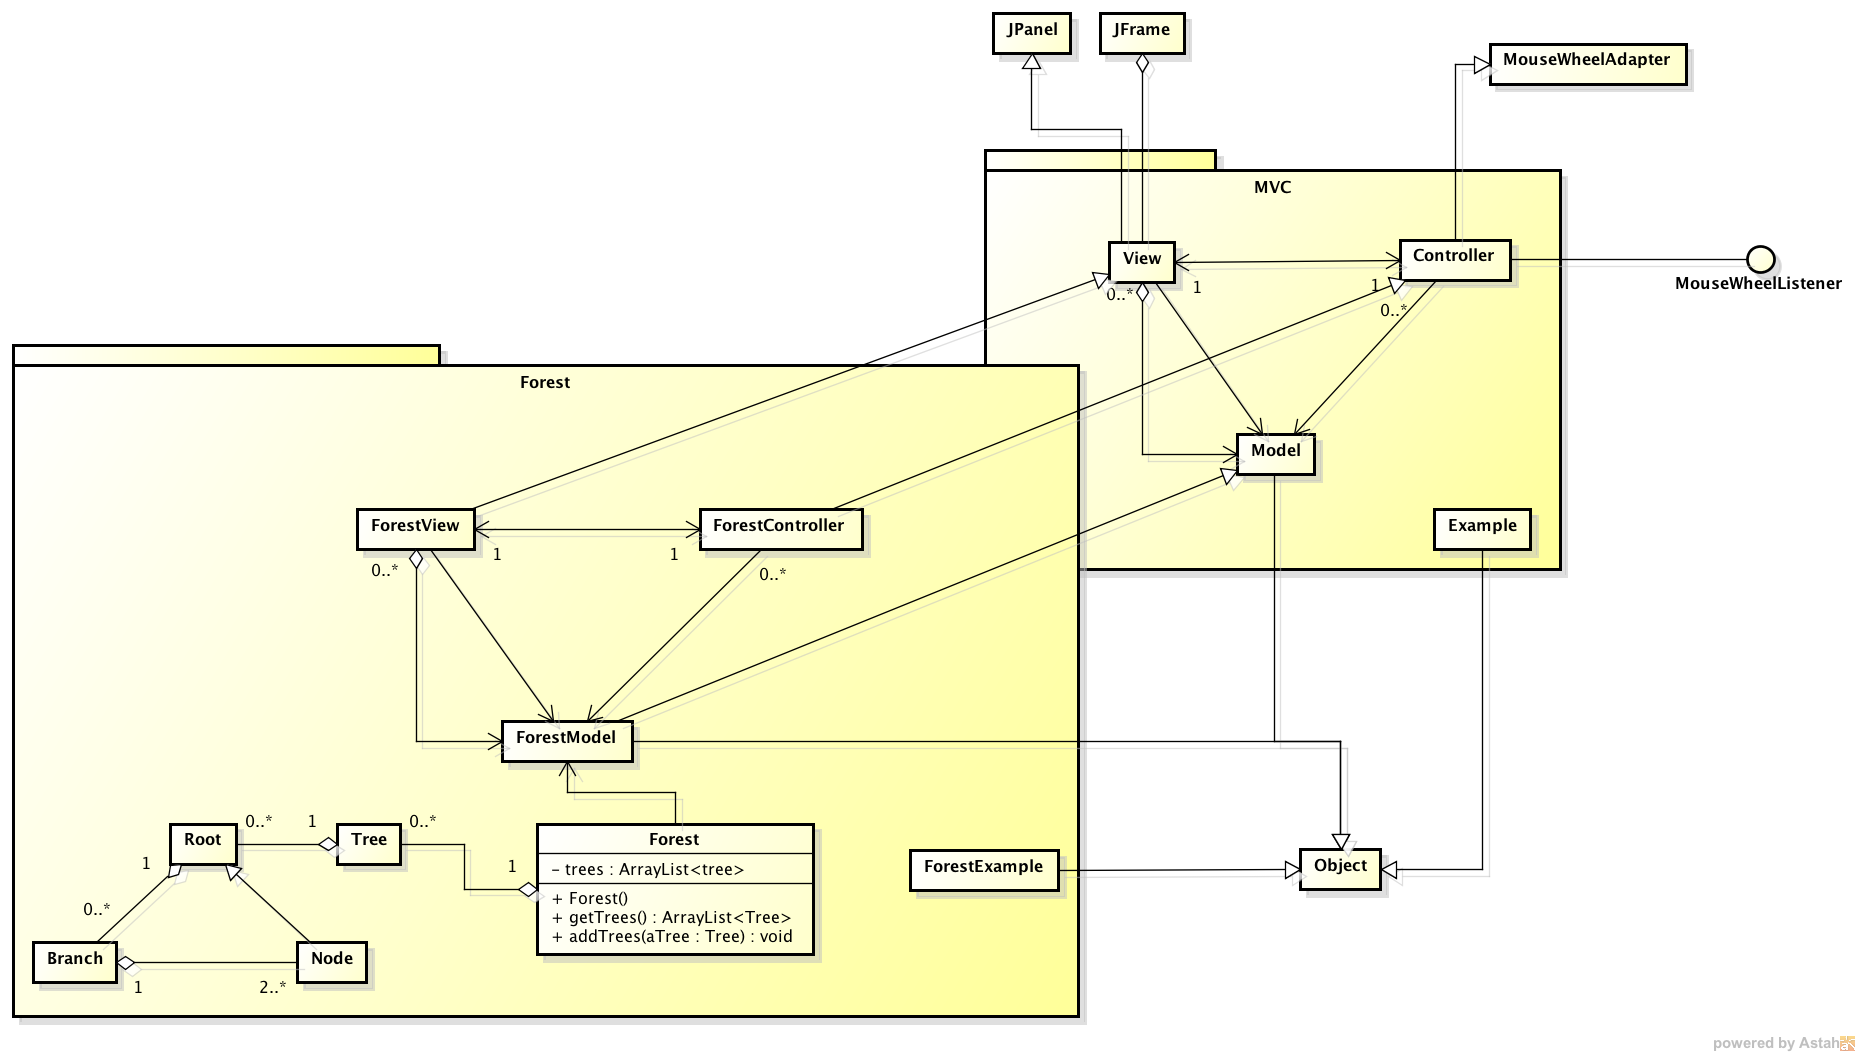 JPanel
JFrame
MouseWheelAdapter
MVC
View
Controller
MouseWheelListener
0..*
1
1
0..*
Forest
Model
ForestView
ForestController
Example
1
1
0..*
0..*
ForestModel
Root
0..*
1
Tree
0..*
Forest
1
1
– trees : ArrayList<tree>
+ Forest()
+ getTrees() : ArrayList<Tree>
+ addTrees(aTree : Tree) : void
ForestExample
Object
0..*
Branch
Node
1
2..*
powered by Astah